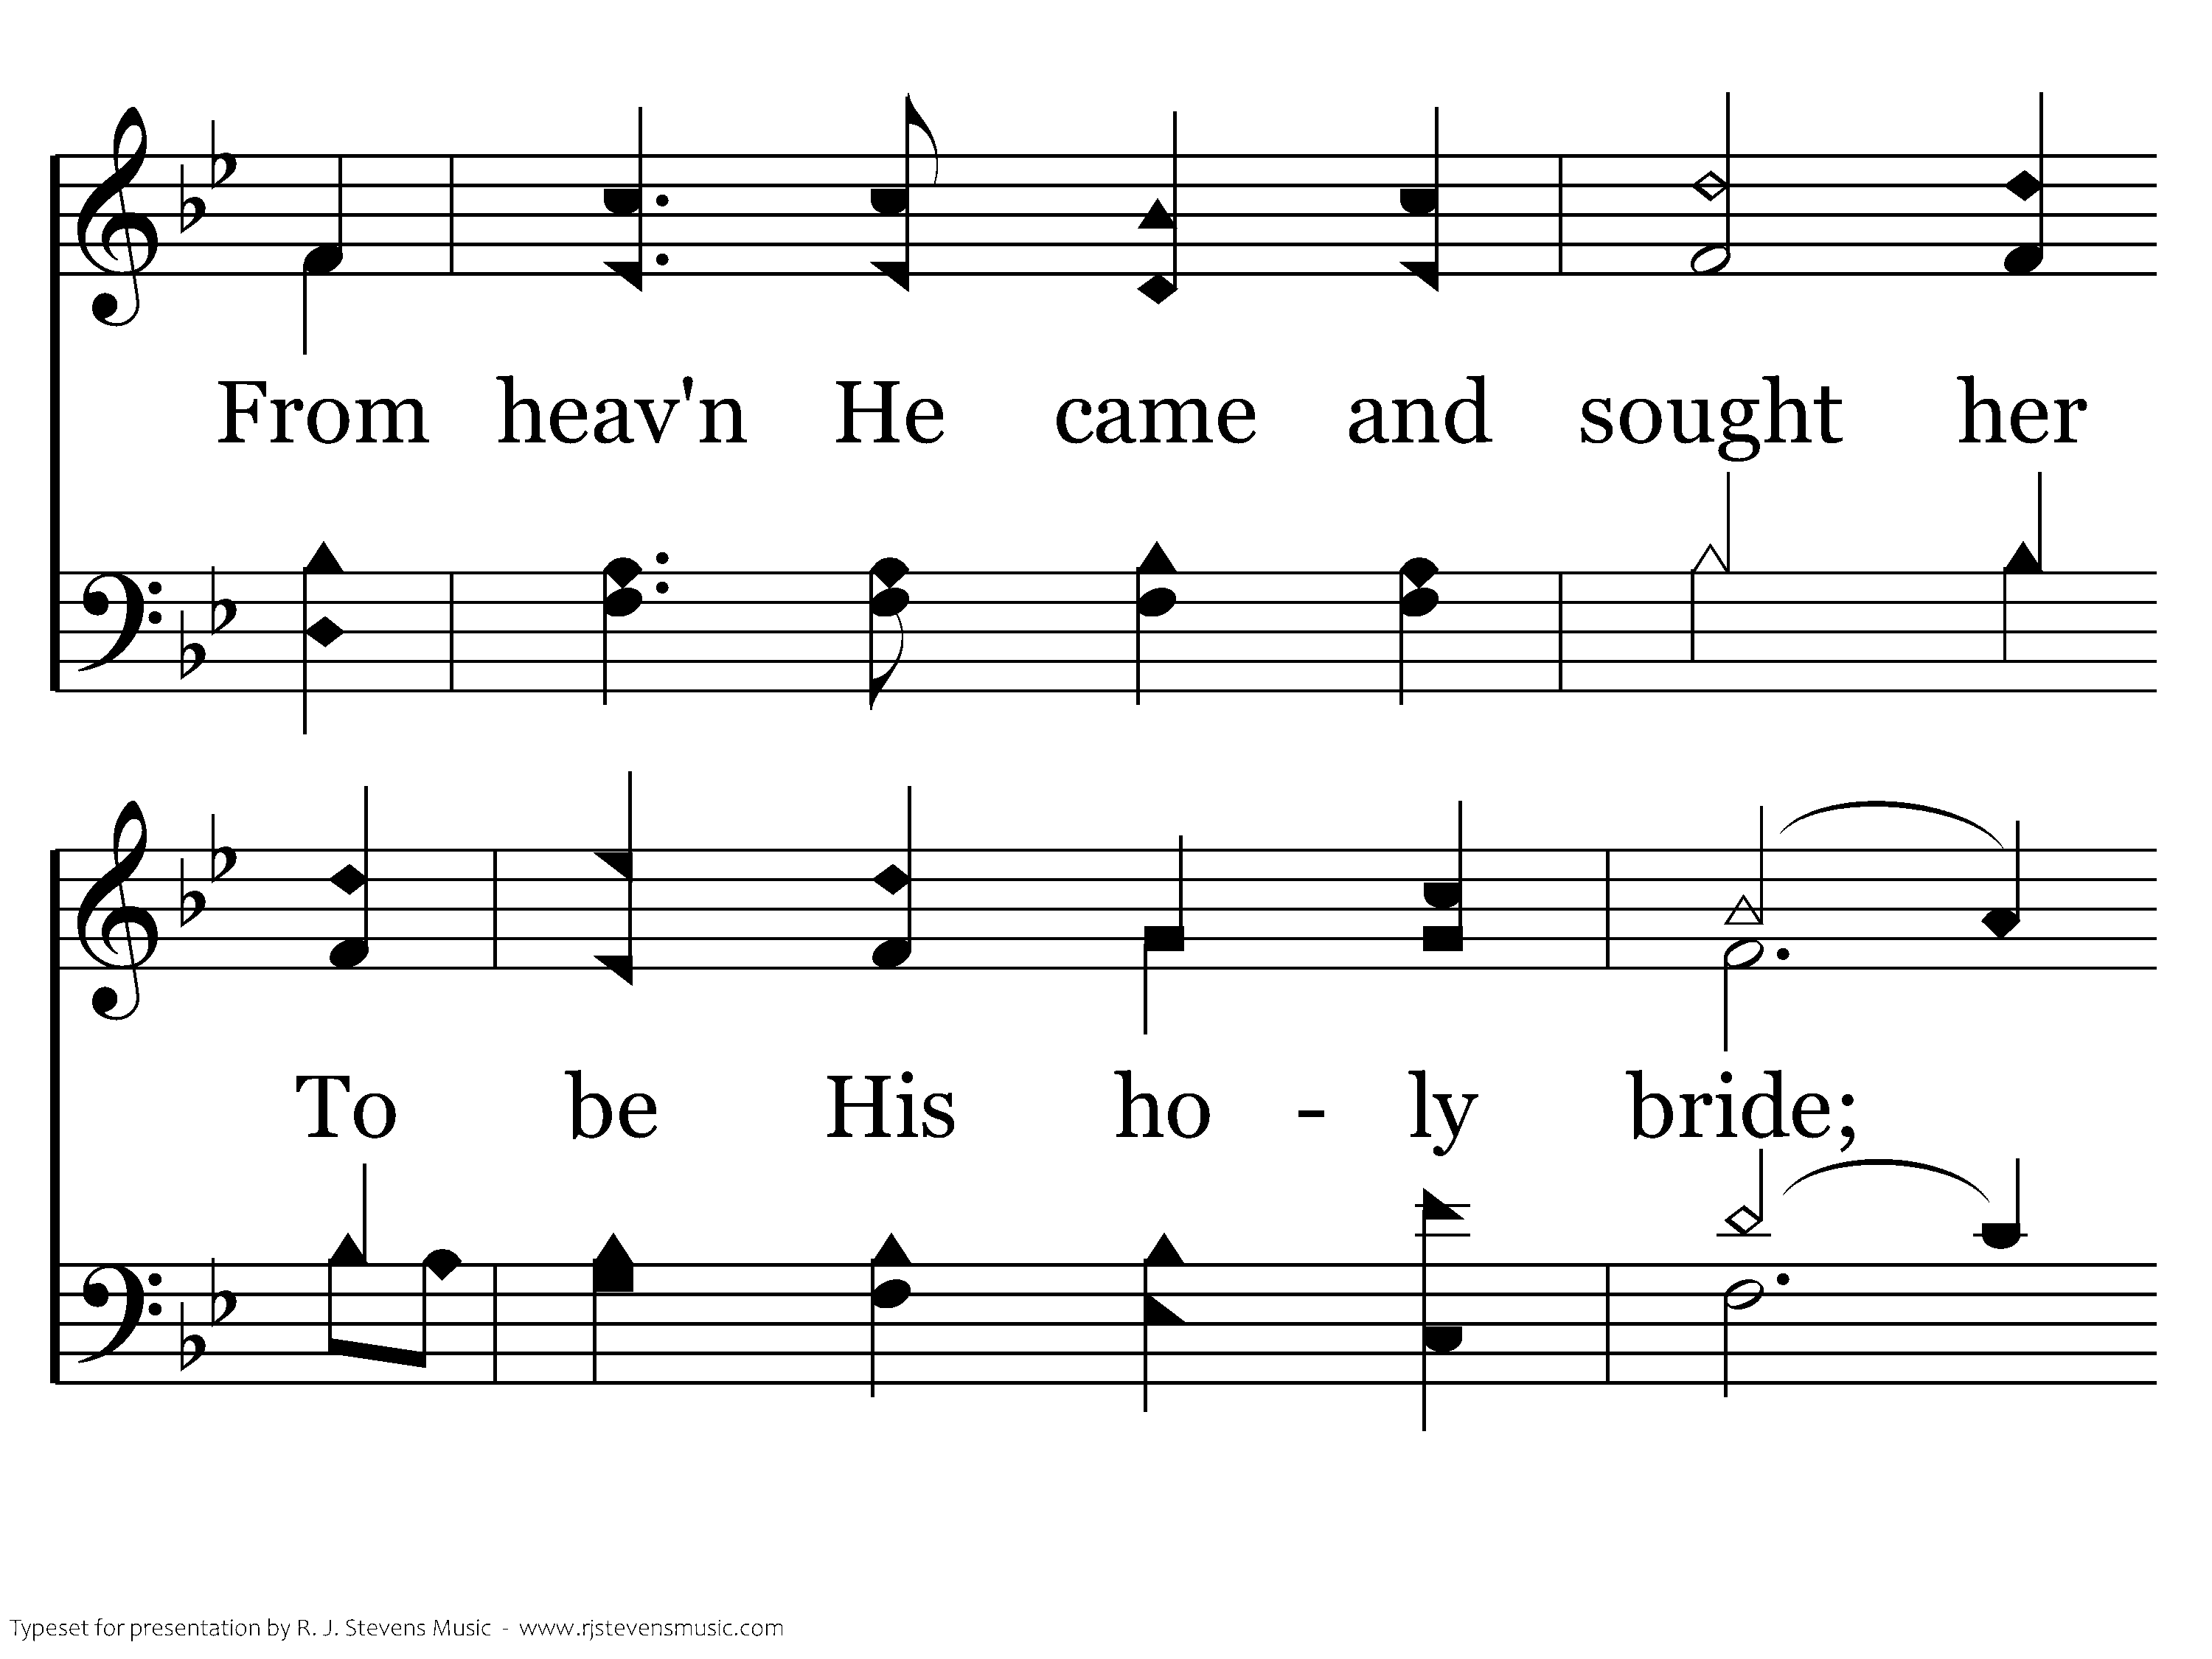 From heav'n He came and sought her
To be His ho - ly bride;
Typeset for presentation by R. J. Stevens Music - www.rjstevensmusic.com